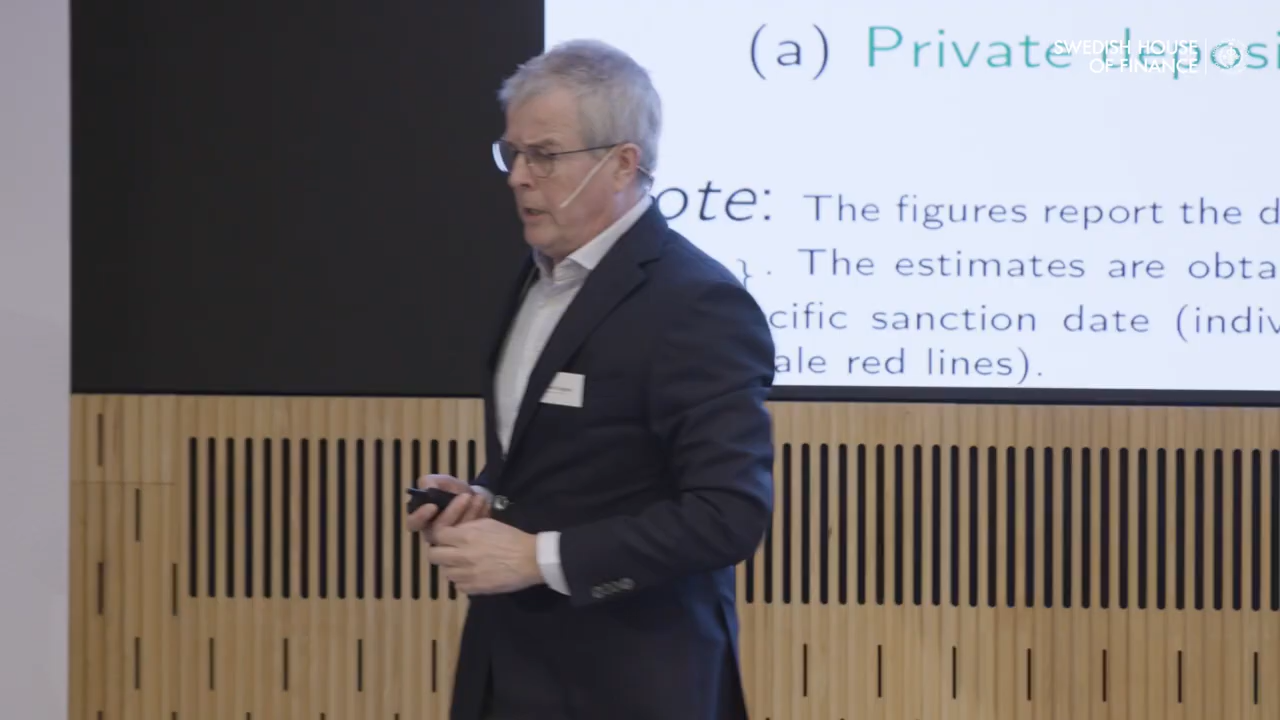 (a) Private deposi
SWEDISH HOUSE
OF FINANCE
ote: The figures report the d
}. The estimates are obta
cific sanction date (indiv
ale red lines).